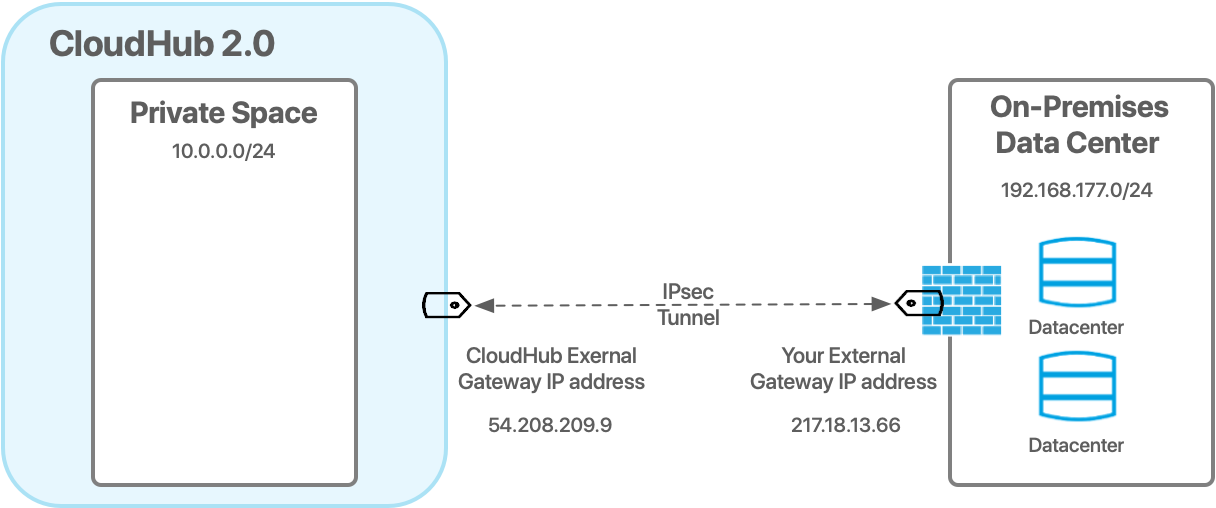 CloudHub 2.0
Private Space
10.0.0.0/24
On-Premises
Data Center
192.168.177.0/24
IPsec
Tunnel
Datacenter
CloudHub Exernal
Gateway IP address
54.208.209.9
Your External
Gateway IP address
217.18.13.66
Datacenter